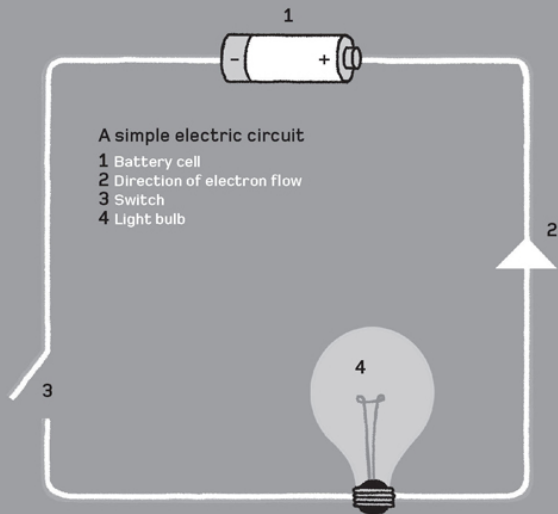 1
- +
A simple electric circuit
1 Battery cell
2 Direction of electron flow
3 Switch
4 Light bulb
2
4
3